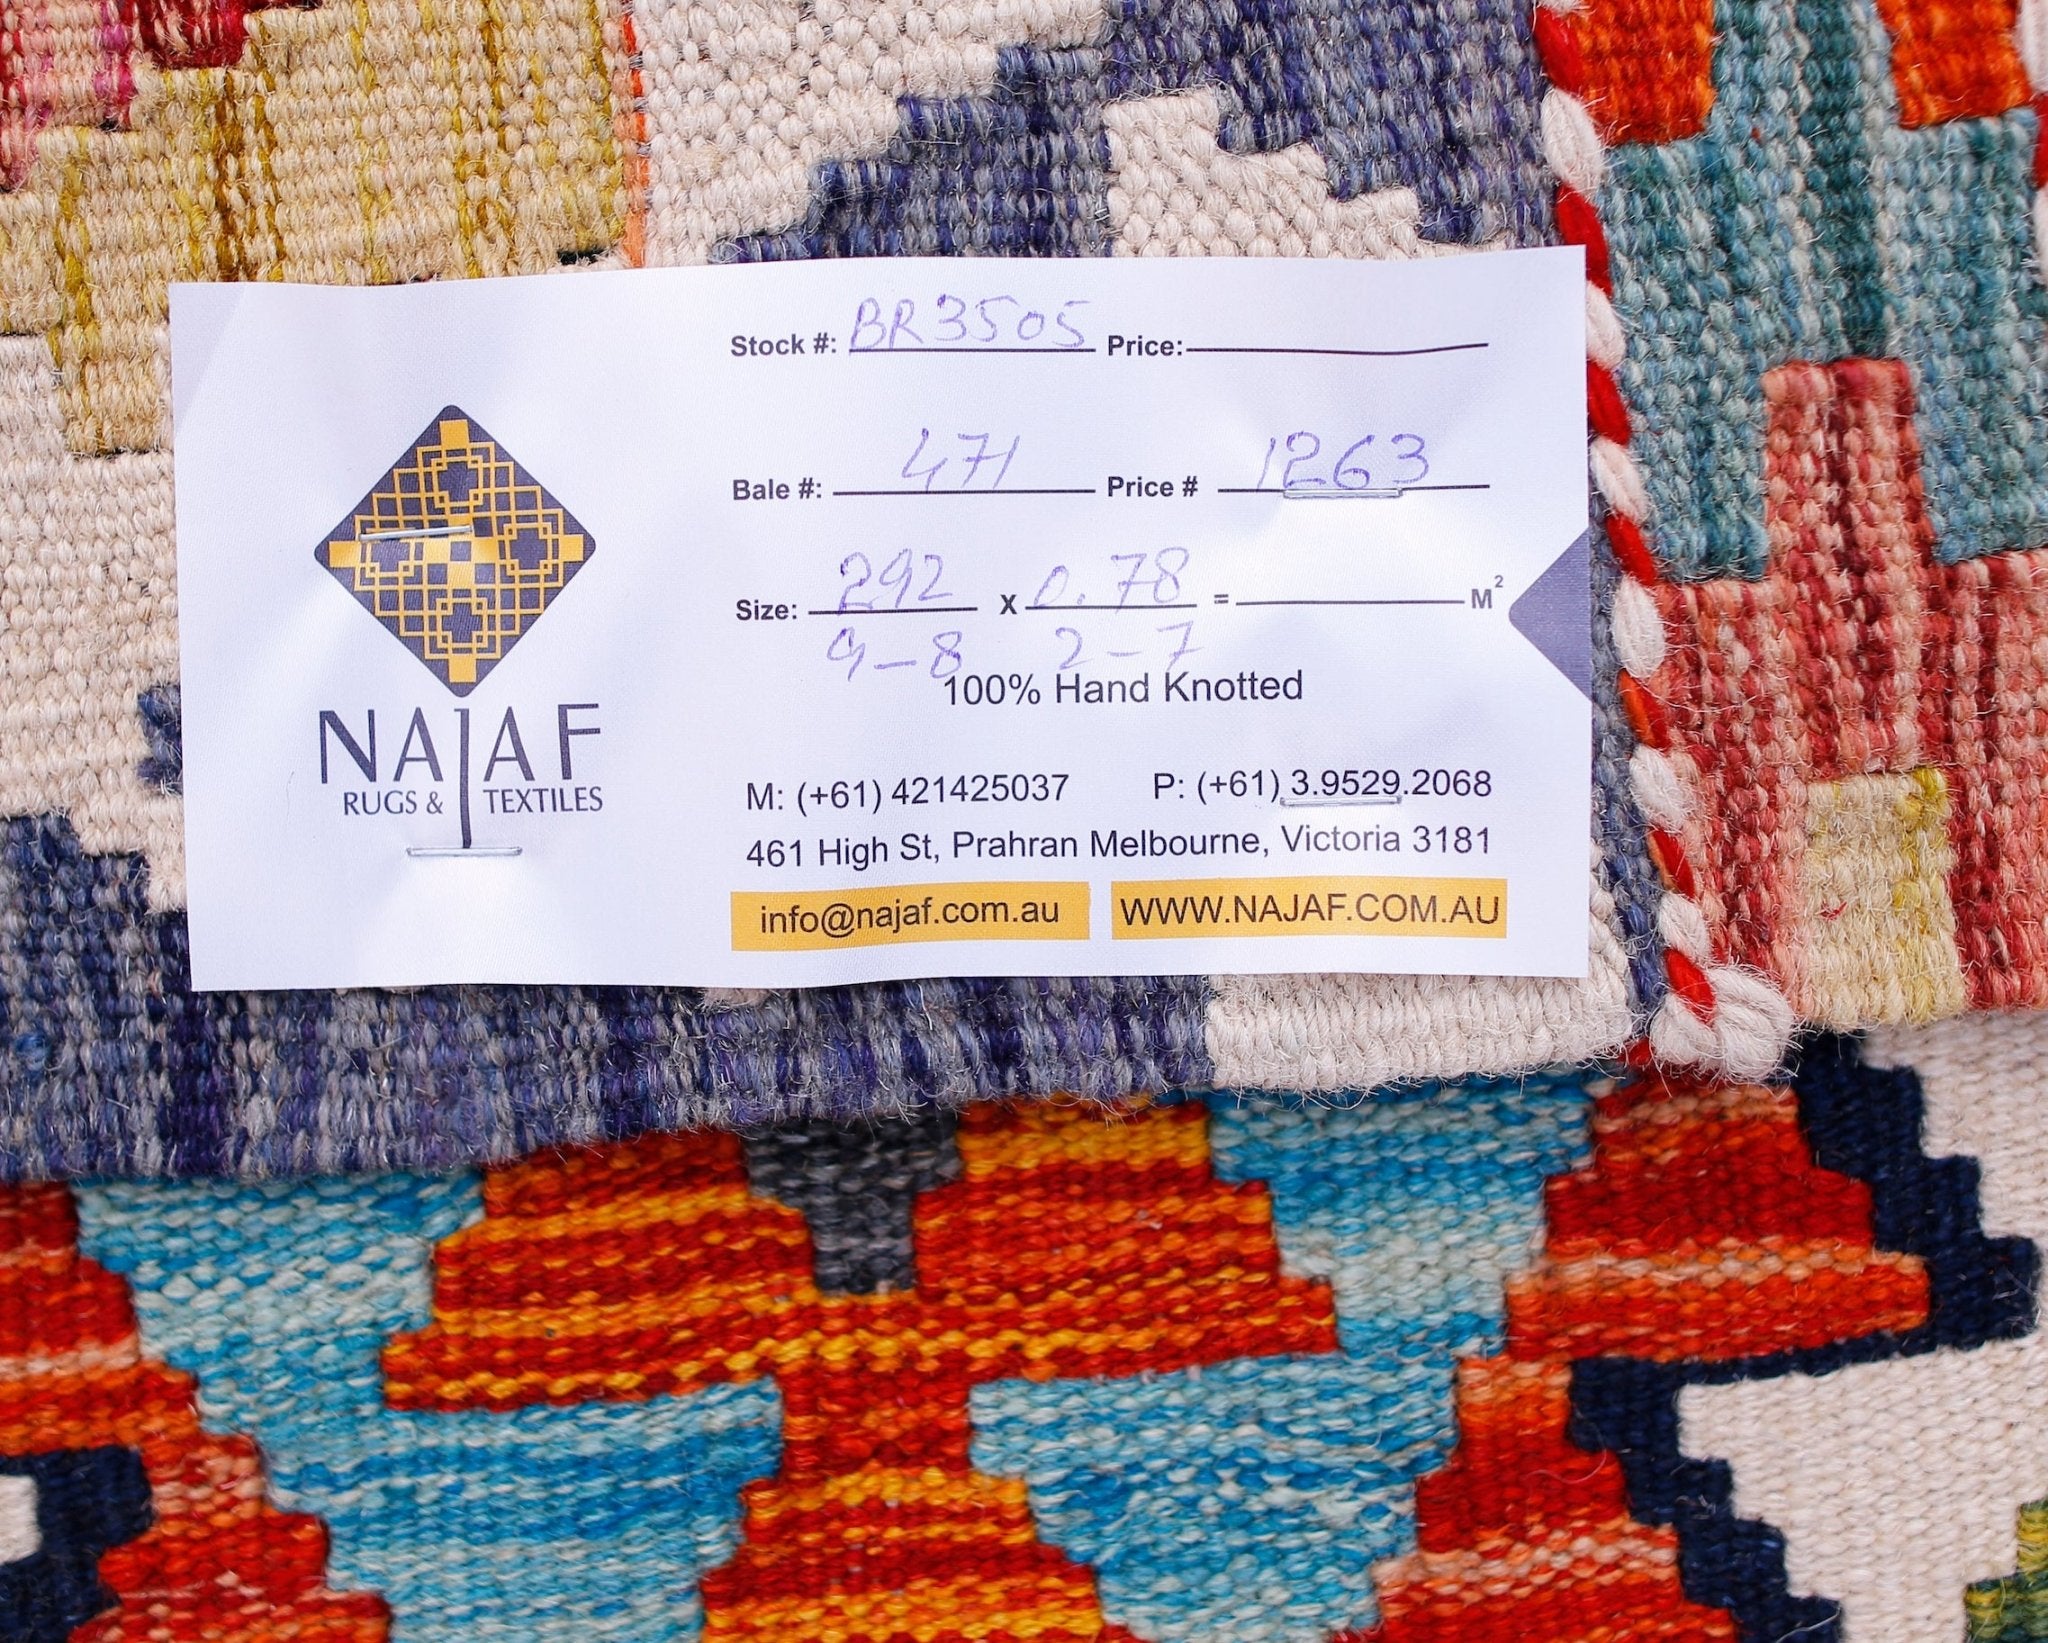 NAJAF
RUGS & TEXTILES
Stock #: BR3505 Price:
Bale #: 471 Price # 1263
Size: 292 x 0.78 = M²
9-8 2-7
100% Hand Knotted
M: (+61) 421425037 P: (+61) 3.9529.2068
461 High St, Prahran Melbourne, Victoria 3181
info@najaf.com.au WWW.NAJAF.COM.AU